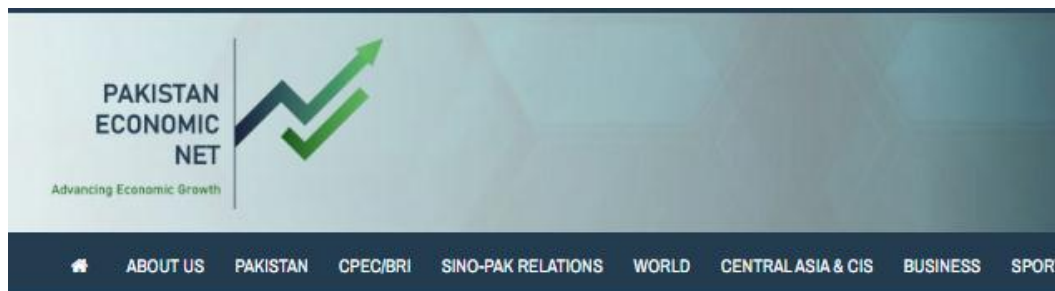 PAKISTAN
ECONOMIC
NET
Advancing Economic Growth
ABOUT US PAKISTAN CPEC/BRI SINO-PAK RELATIONS WORLD CENTRAL ASIA & CIS BUSINESS SPOR